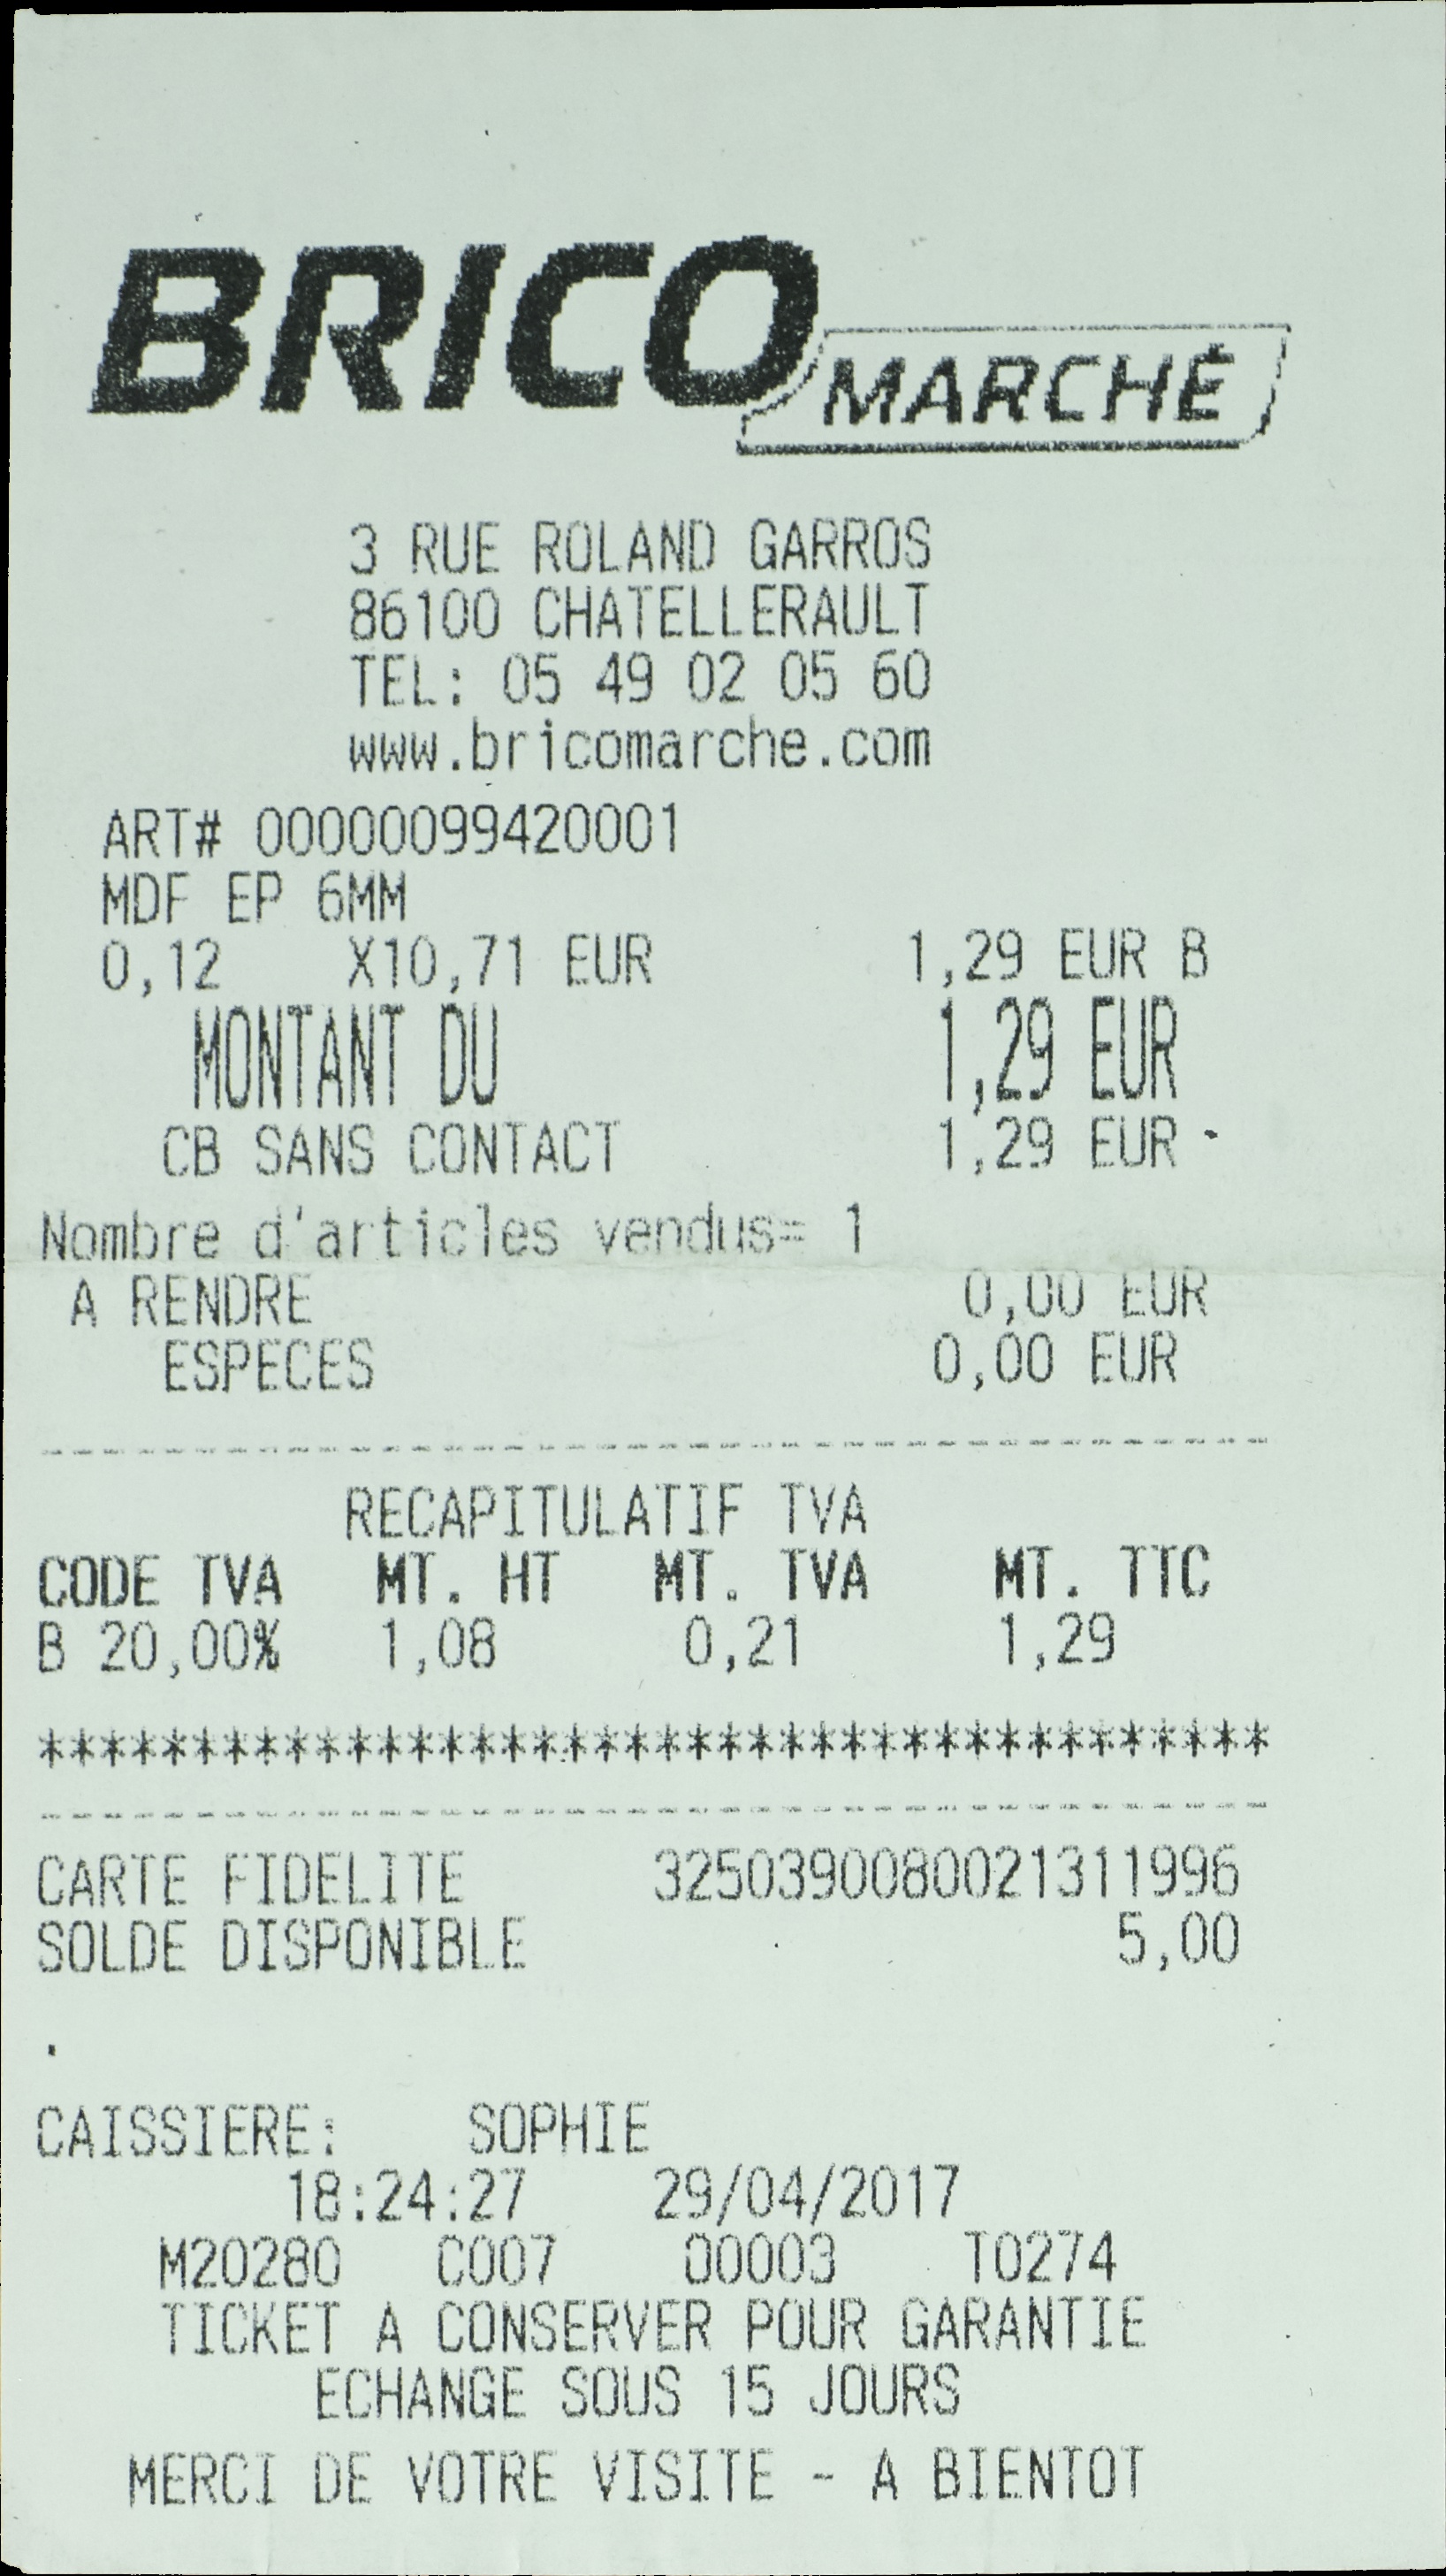 BRICO MARCHÉ
3 RUE ROLAND GARROS
86100 CHATELLERAULT
TEL: 05 49 02 05 60
www.bricomarche.com
ART# 00000099420001
MDF EP 6MM
0,12 X10,71 EUR 1,29 EUR B
MONTANT DU 1,29 EUR
CB SANS CONTACT 1,29 EUR
Nombre d'articles vendus= 1
A RENDRE 0,00 EUR
ESPECES 0,00 EUR
----------------------------------------
RECAPITULATIF TVA
CODE TVA MT. HT MT. TVA MT. TTC
B 20,00% 1,08 0,21 1,29
****************************************
----------------------------------------
CARTE FIDELITE 3250390080021311996
SOLDE DISPONIBLE 5,00
.
CAISSIERE: SOPHIE
18:24:27 29/04/2017
M20280 C007 00003 T0274
TICKET A CONSERVER POUR GARANTIE
ECHANGE SOUS 15 JOURS
MERCI DE VOTRE VISITE - A BIENTOT